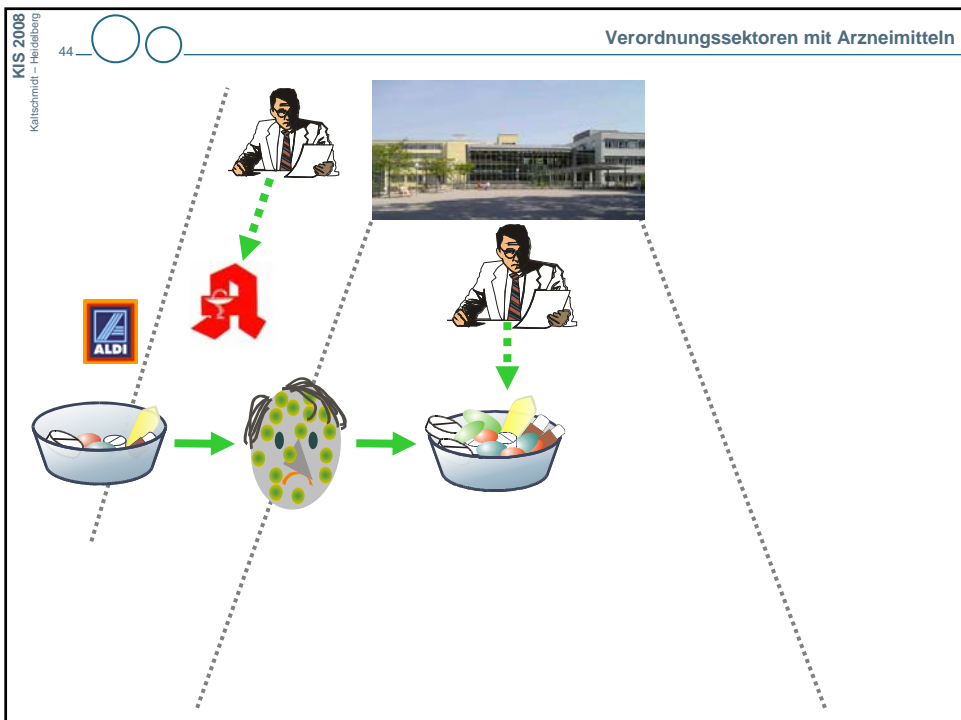 KIS 2008
Kaltschmidt – Heidelberg
44
Verordnungssektoren mit Arzneimitteln
ALDI